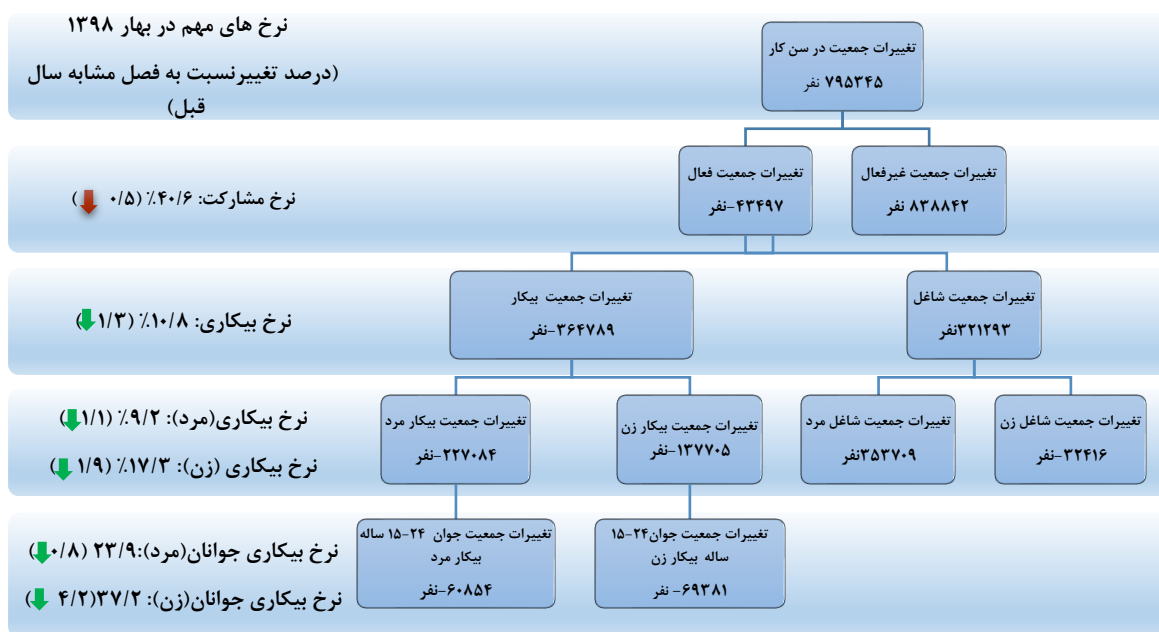 نرخ های مهم در بهار ۱۳۹۸
(درصد تغییرنسبت به فصل مشابه سال
قبل)
تغییرات جمعیت در سن کار
۷۹۵۳۴۵ نفر
نرخ مشارکت: ۴۰/۶٪ (۰/۵)
تغییرات جمعیت غیرفعال
۸۳۸۸۴۲ نفر
تغییرات جمعیت فعال
۴۳۴۹۷-نفر
نرخ بیکاری: ۱۰/۸٪ (۱/۳)
تغییرات جمعیت شاغل
۳۲۱۲۹۳نفر
تغییرات جمعیت بیکار
۳۶۴۷۸۹-نفر
نرخ بیکاری(مرد): ۹/۲٪ (۱/۱)
نرخ بیکاری (زن): ۱۷/۳٪ (۱/۹)
تغییرات جمعیت شاغل زن
۳۲۴۱۶-نفر
تغییرات جمعیت شاغل مرد
۳۵۳۷۰۹نفر
تغییرات جمعیت بیکار زن
۱۳۷۷۰۵-نفر
تغییرات جمعیت بیکار مرد
۲۲۷۰۸۴-نفر
نرخ بیکاری جوانان(مرد):۲۳/۹ (۰/۸)
نرخ بیکاری جوانان(زن): ۳۷/۲(۴/۲)
تغییرات جمعیت جوان۲۴-۱۵
ساله بیکار زن
۶۹۳۸۱- نفر
تغییرات جمعیت جوان ۲۴-۱۵ ساله
بیکار مرد
۶۰۸۵۴-نفر